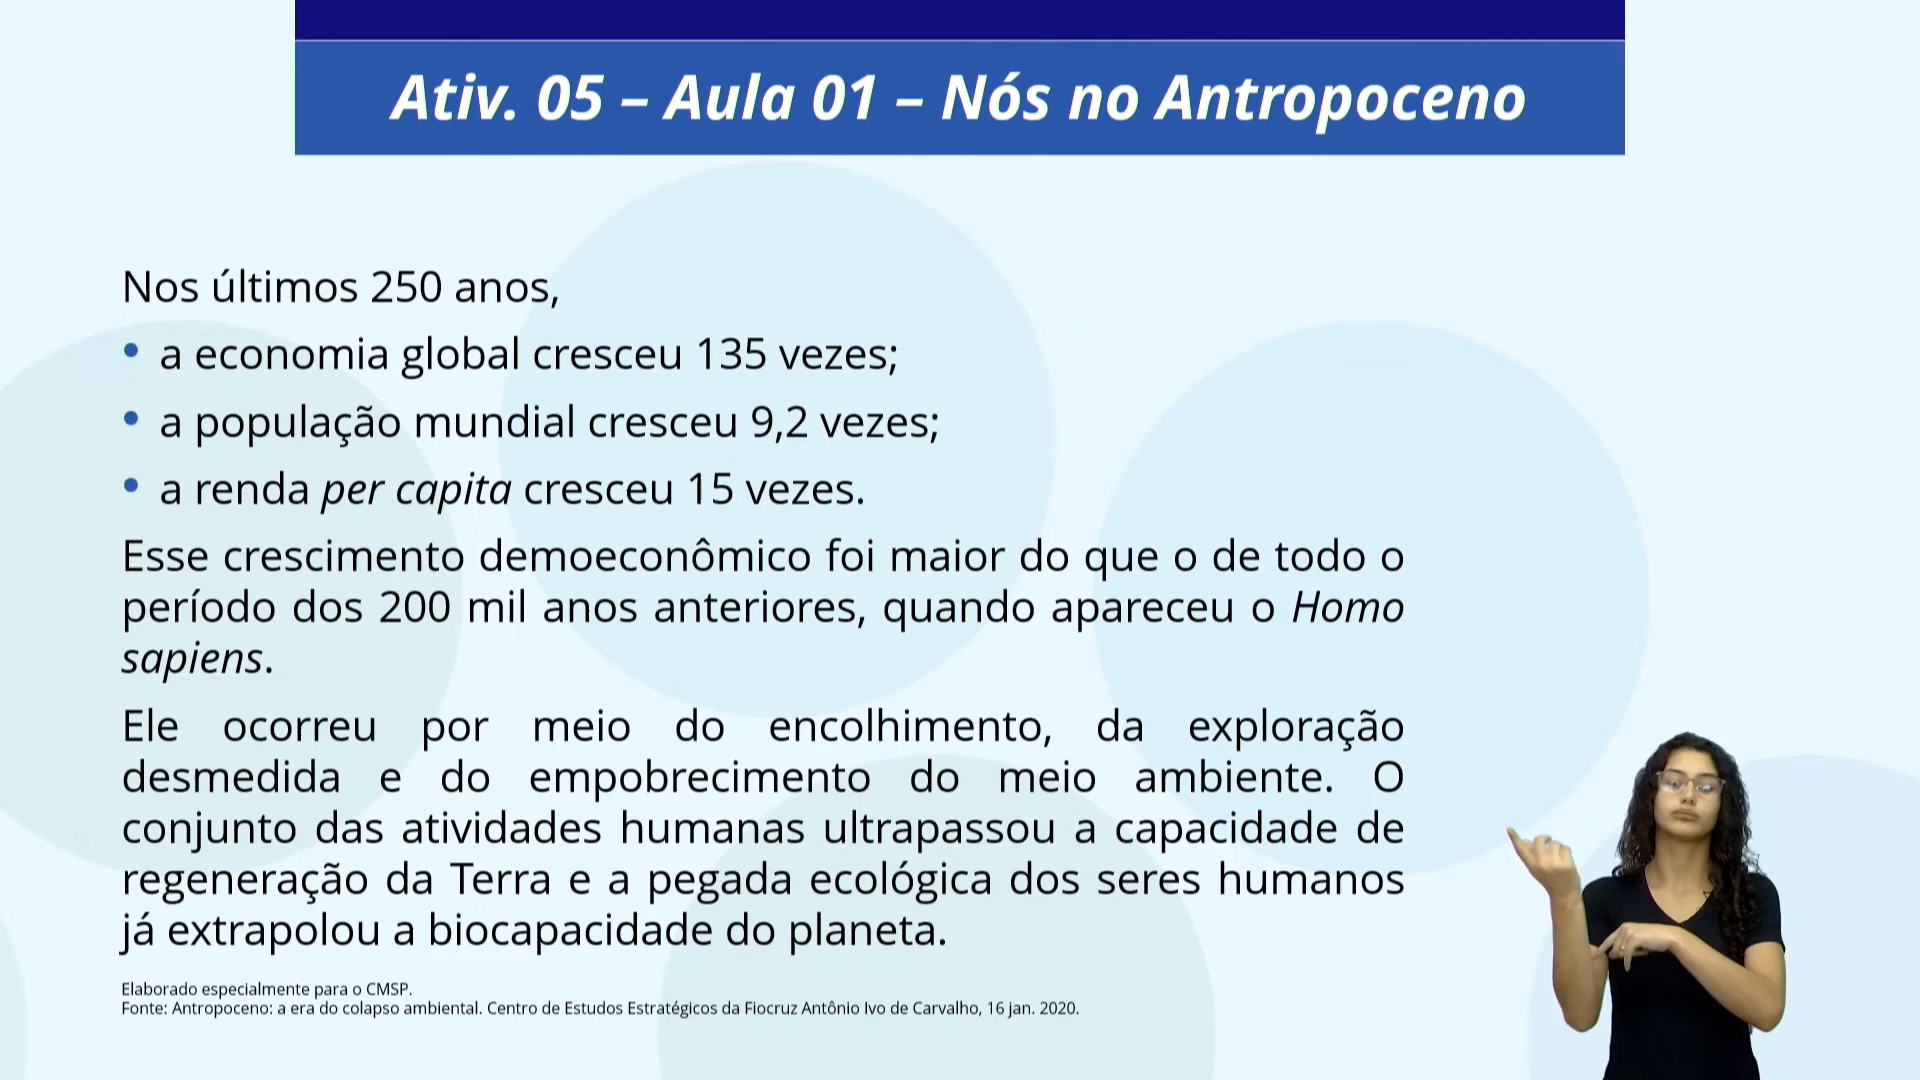 Ativ. 05 – Aula 01 – Nós no Antropoceno
Nos últimos 250 anos,
• a economia global cresceu 135 vezes;
• a população mundial cresceu 9,2 vezes;
• a renda per capita cresceu 15 vezes.
Esse crescimento demoeconômico foi maior do que o de todo o
período dos 200 mil anos anteriores, quando apareceu o Homo
sapiens.
Ele ocorreu por meio do encolhimento, da exploração
desmedida e do empobrecimento do meio ambiente. O
conjunto das atividades humanas ultrapassou a capacidade de
regeneração da Terra e a pegada ecológica dos seres humanos
já extrapolou a biocapacidade do planeta.
Elaborado especialmente para o CMSP.
Fonte: Antropoceno: a era do colapso ambiental. Centro de Estudos Estratégicos da Fiocruz Antônio Ivo de Carvalho, 16 jan. 2020.